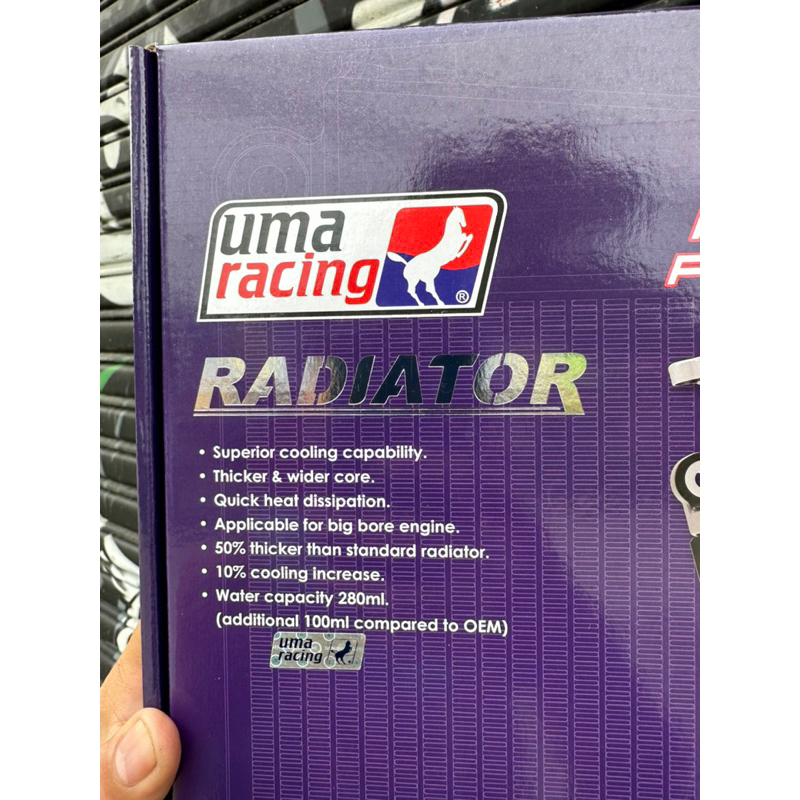 uma
racing
®
RADIATOR
• Superior cooling capability.
• Thicker & wider core.
• Quick heat dissipation.
• Applicable for big bore engine.
• 50% thicker than standard radiator.
• 10% cooling increase.
• Water capacity 280ml.
(additional 100ml compared to OEM)
uma
racing